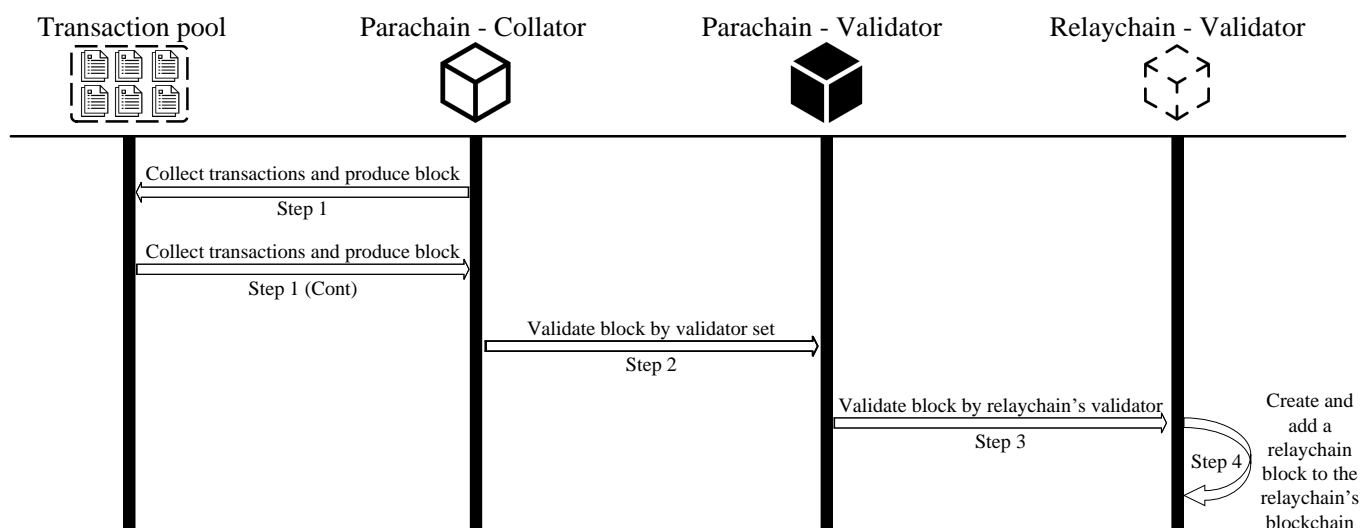 Transaction pool
Parachain - Collator
Parachain - Validator
Relaychain - Validator
Collect transactions and produce block
Step 1
Collect transactions and produce block
Step 1 (Cont)
Validate block by validator set
Step 2
Validate block by relaychain’s validator
Step 3
Step 4
Create and
add a
relaychain
block to the
relaychain’s
blockchain